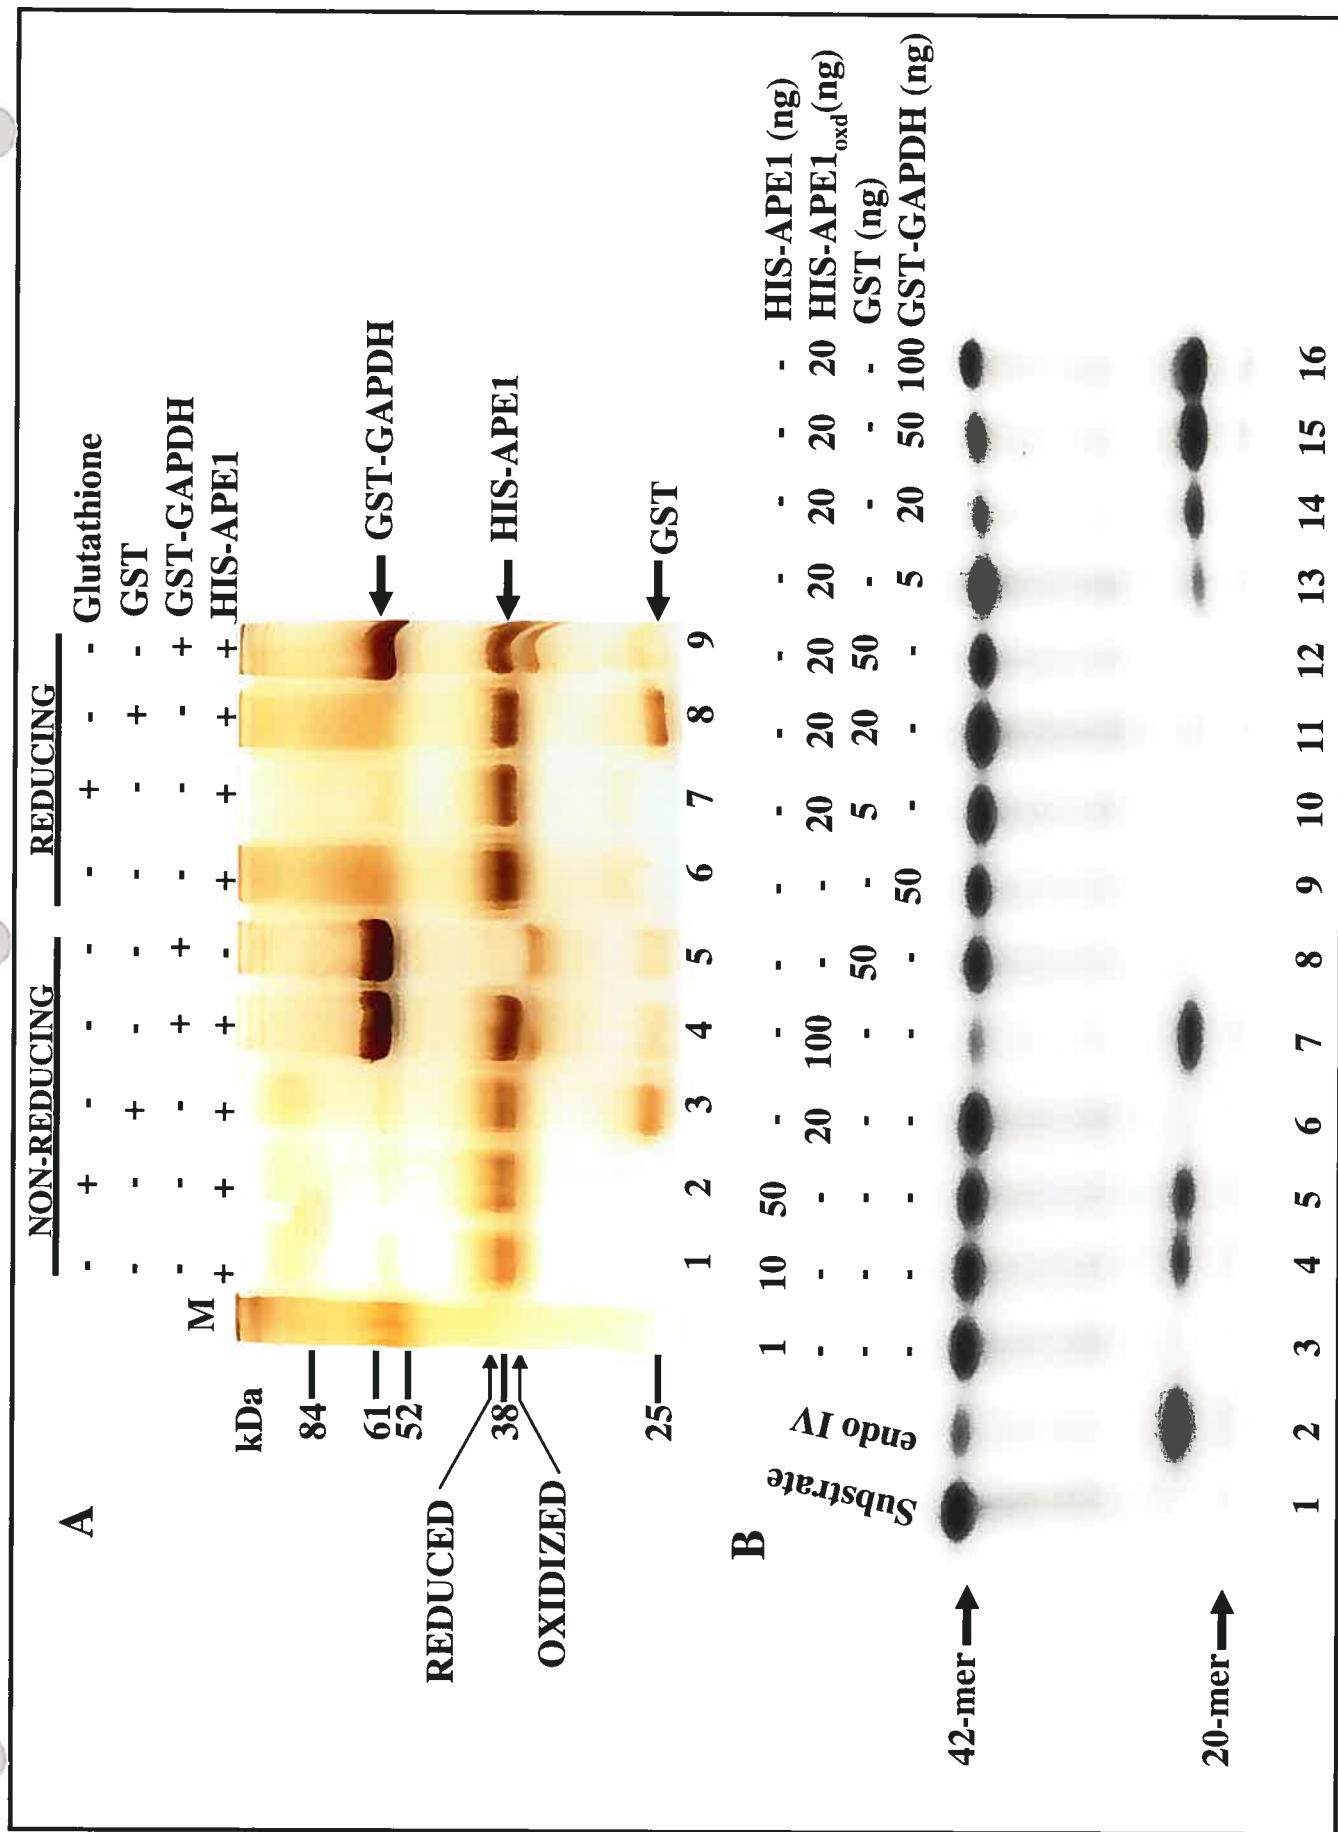 A
NON-REDUCING REDUCING
- + - - - - + - - Glutathione
- - + - - - - + - GST
- - - + + - - - + GST-GAPDH
M + + + + - + + + + HIS-APE1
kDa
84
61
52
GST-GAPDH
REDUCED
38
HIS-APE1
OXIDIZED
25
GST
1 2 3 4 5 6 7 8 9
B
Substrate
endo IV
1 10 50 - - - - - - - - - - - HIS-APE1 (ng)
- - - 20 100 - - 20 20 20 20 20 20 20 HIS-APE1oxd(ng)
- - - - - 50 - 5 20 50 - - - - GST (ng)
- - - - - - 50 - - - 5 20 50 100 GST-GAPDH (ng)
42-mer
20-mer
1 2 3 4 5 6 7 8 9 10 11 12 13 14 15 16